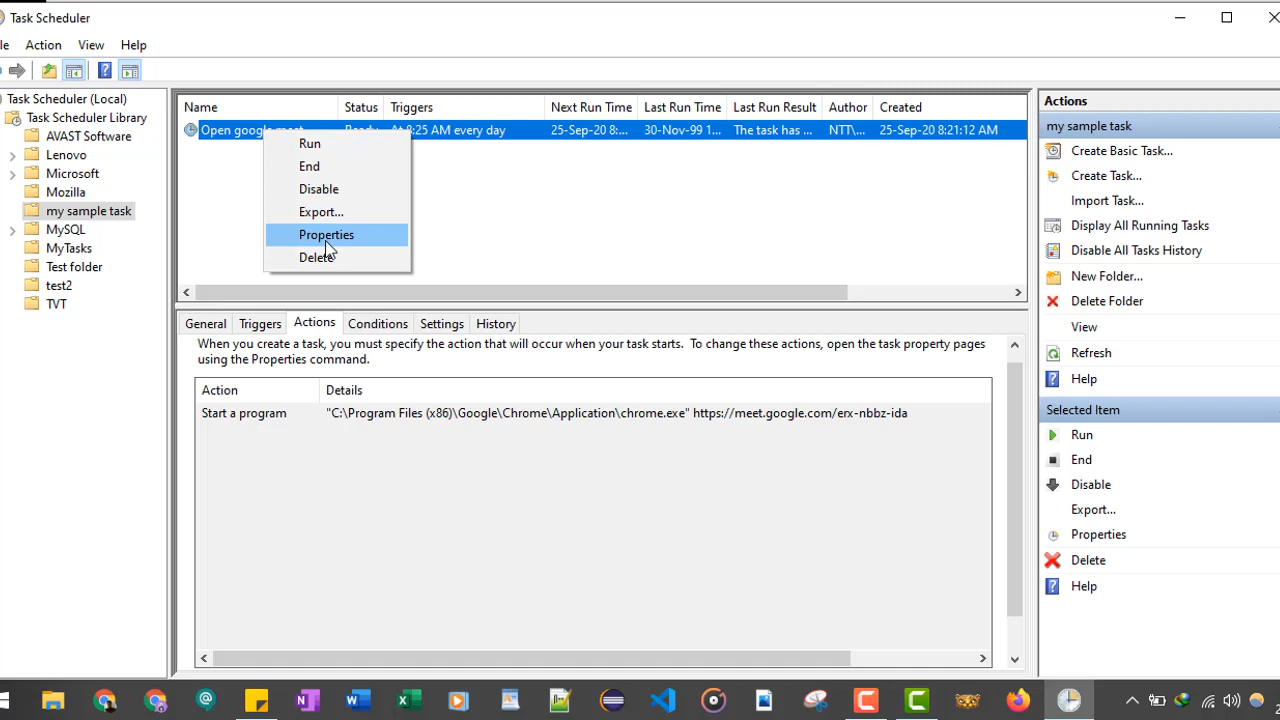 Task Scheduler
le Action View Help
Task Scheduler (Local)
Task Scheduler Library
AVAST Software
Lenovo
Microsoft
Mozilla
my sample task
MySQL
MyTasks
Test folder
test2
TVT
Name Status Triggers Next Run Time Last Run Time Last Run Result Author Created
Open google meet Ready At 8:25 AM every day 25-Sep-20 8:... 30-Nov-99 1... The task has ... NTT\... 25-Sep-20 8:21:12 AM
Run
End
Disable
Export...
Properties
Delete
General Triggers Actions Conditions Settings History
When you create a task, you must specify the action that will occur when your task starts. To change these actions, open the task property pages
using the Properties command.
Action Details
Start a program "C:\Program Files (x86)\Google\Chrome\Application\chrome.exe" https://meet.google.com/erx-nbbz-ida
Actions
my sample task
Create Basic Task...
Create Task...
Import Task...
Display All Running Tasks
Disable All Tasks History
New Folder...
Delete Folder
View
Refresh
Help
Selected Item
Run
End
Disable
Export...
Properties
Delete
Help